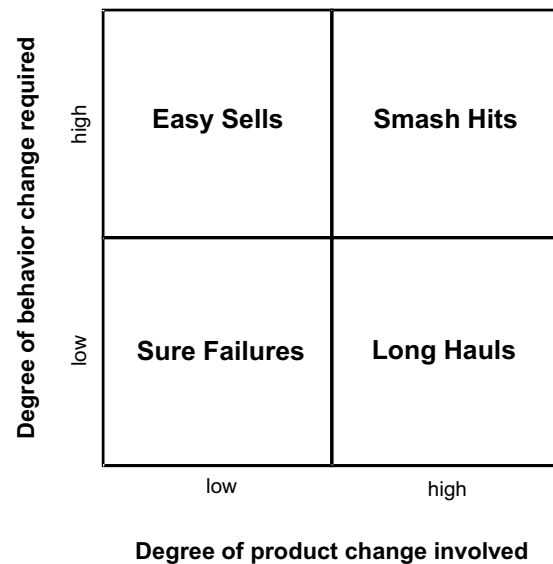 Degree of behavior change required
high
low
Easy Sells
Smash Hits
Sure Failures
Long Hauls
low
high
Degree of product change involved